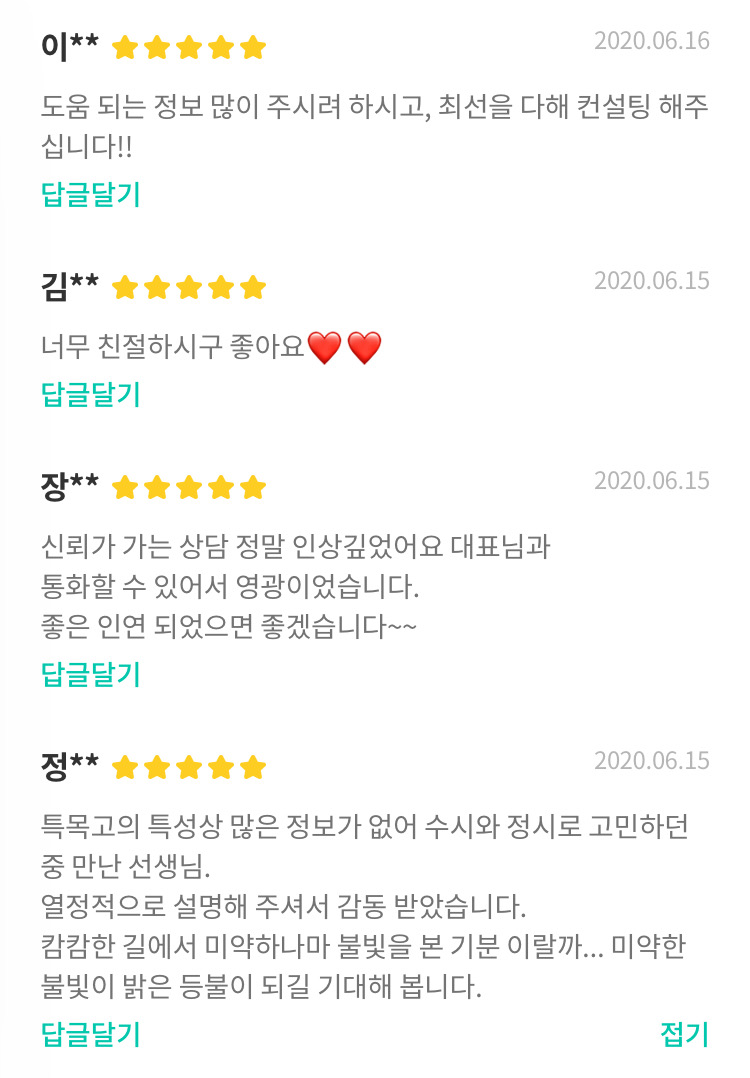 이** ★★★★★ 2020.06.16
도움 되는 정보 많이 주시려 하시고, 최선을 다해 컨설팅 해주
십니다!!
답글달기
김** ★★★★★ 2020.06.15
너무 친절하시구 좋아요❤️❤️
답글달기
장** ★★★★★ 2020.06.15
신뢰가 가는 상담 정말 인상깊었어요 대표님과
통화할 수 있어서 영광이었습니다.
좋은 인연 되었으면 좋겠습니다~~
답글달기
정** ★★★★★ 2020.06.15
특목고의 특성상 많은 정보가 없어 수시와 정시로 고민하던
중 만난 선생님.
열정적으로 설명해 주셔서 감동 받았습니다.
캄캄한 길에서 미약하나마 불빛을 본 기분 이랄까... 미약한
불빛이 밝은 등불이 되길 기대해 봅니다.
답글달기 접기